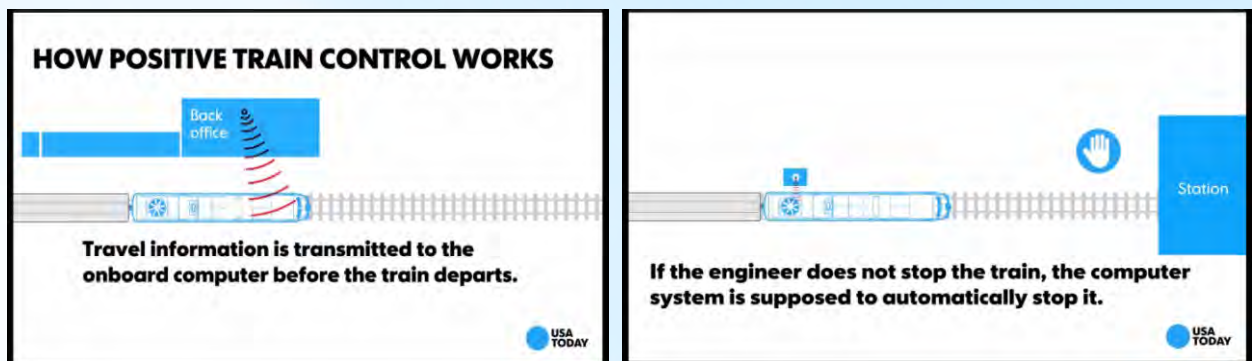 HOW POSITIVE TRAIN CONTROL WORKS
Back
office
Travel information is transmitted to the
onboard computer before the train departs.
USA
TODAY
Station
If the engineer does not stop the train, the computer
system is supposed to automatically stop it.
USA
TODAY